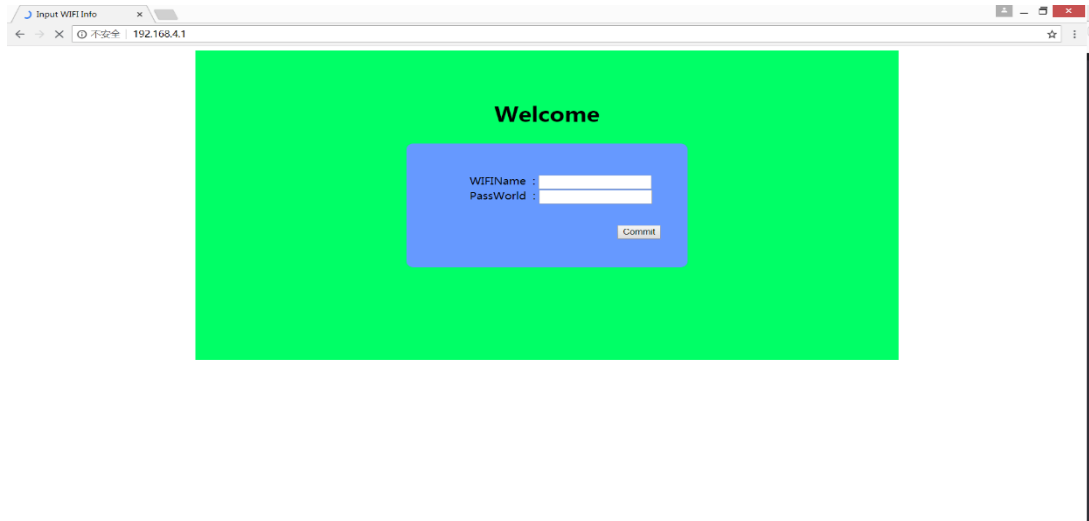 Input WIFI Info
不安全 | 192.168.4.1
Welcome
WIFIName :
PassWorld :
Commit